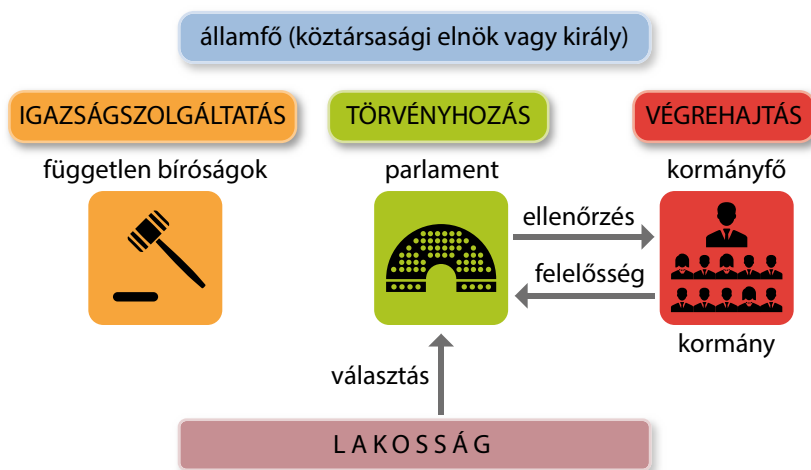 államfő (köztársasági elnök vagy király)
IGAZSÁGSZOLGÁLTATÁS
független bíróságok
TÖRVÉNYHOZÁS
parlament
VÉGREHAJTÁS
kormányfő
ellenőrzés
felelősség
kormány
választás
LAKOSSÁG